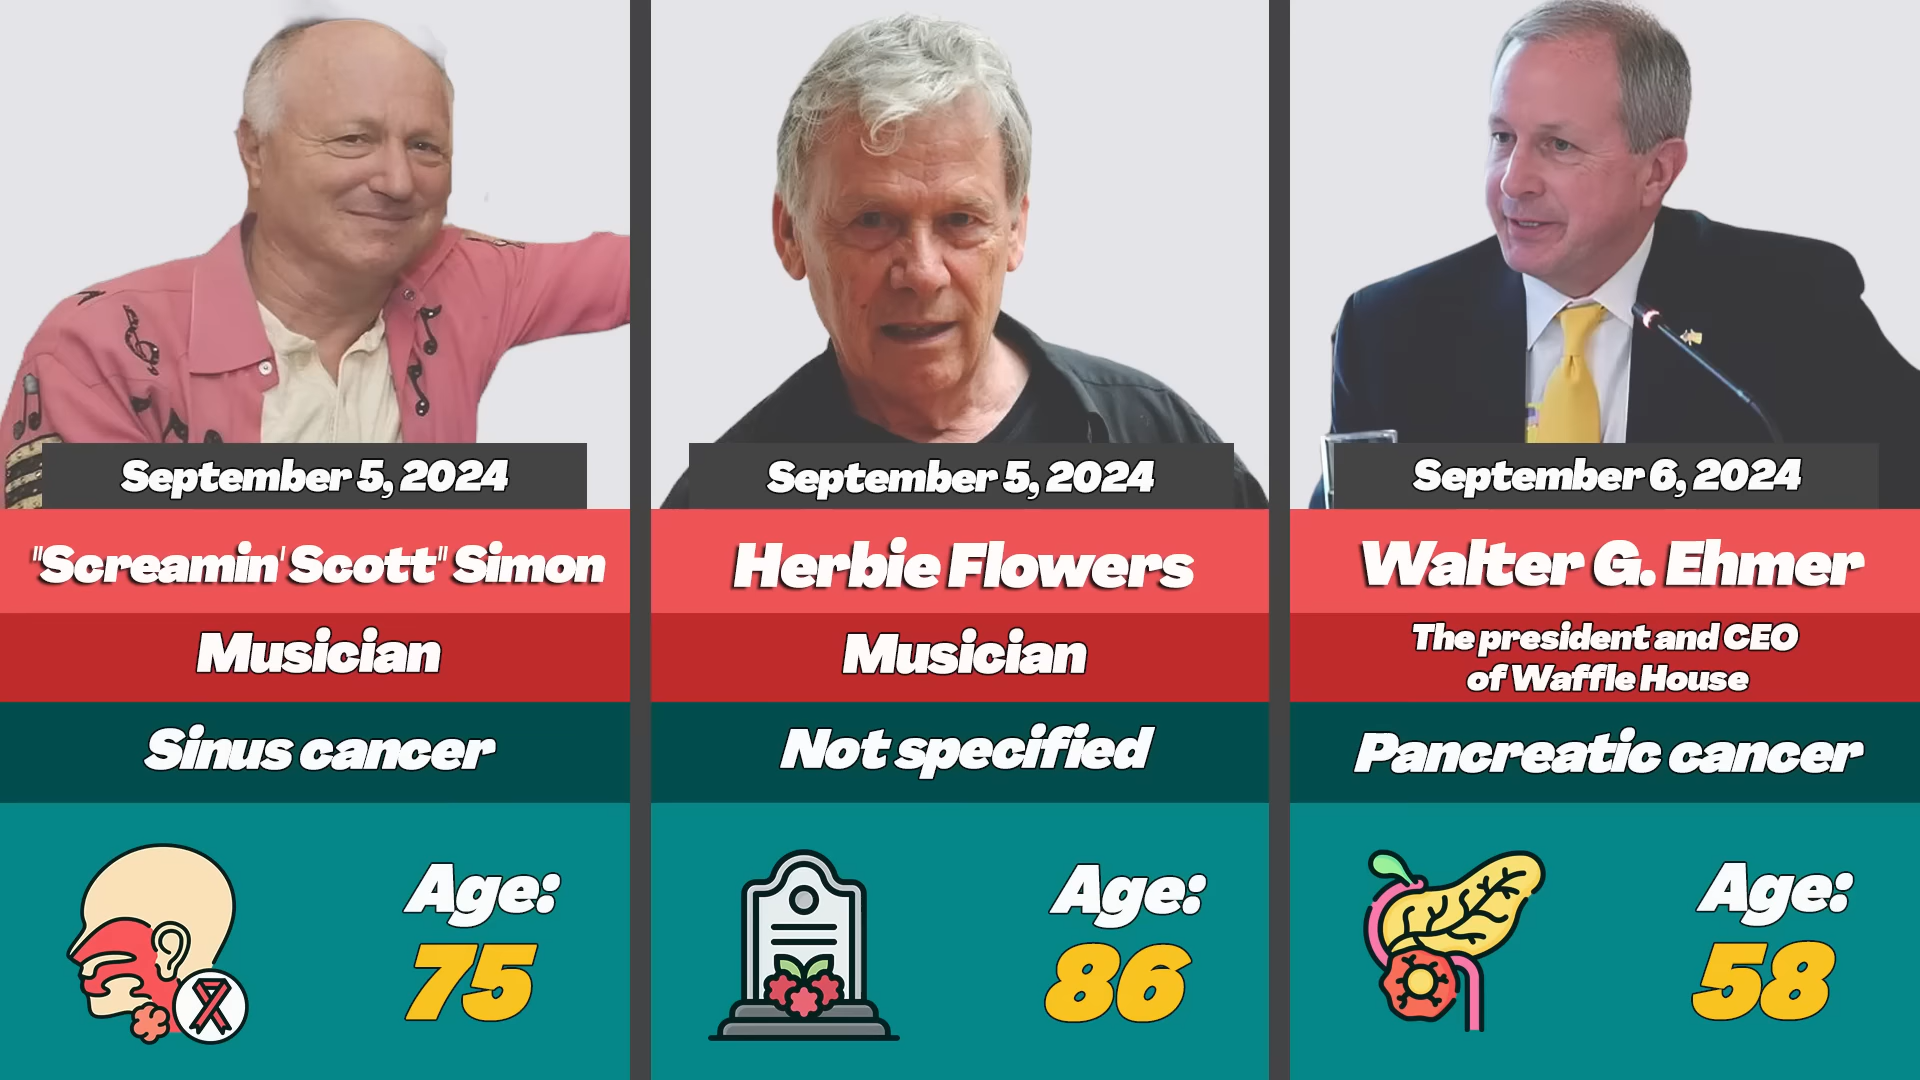 September 5, 2024
"Screamin' Scott" Simon
Musician
Sinus cancer
Age:
75
September 5, 2024
Herbie Flowers
Musician
Not specified
Age:
86
September 6, 2024
Walter G. Ehmer
The president and CEO
of Waffle House
Pancreatic cancer
Age:
58